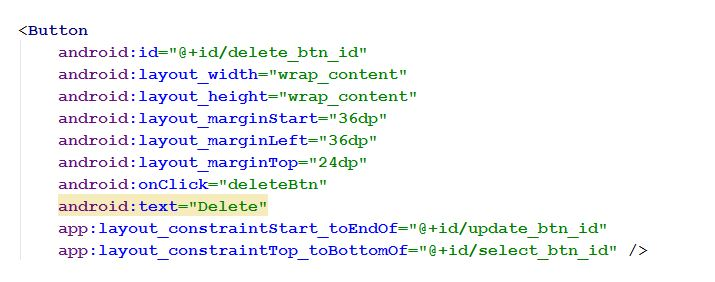 <Button
android:id="@+id/delete_btn_id"
android:layout_width="wrap_content"
android:layout_height="wrap_content"
android:layout_marginStart="36dp"
android:layout_marginLeft="36dp"
android:layout_marginTop="24dp"
android:onClick="deleteBtn"
android:text="Delete"
app:layout_constraintStart_toEndOf="@+id/update_btn_id"
app:layout_constraintTop_toBottomOf="@+id/select_btn_id" />